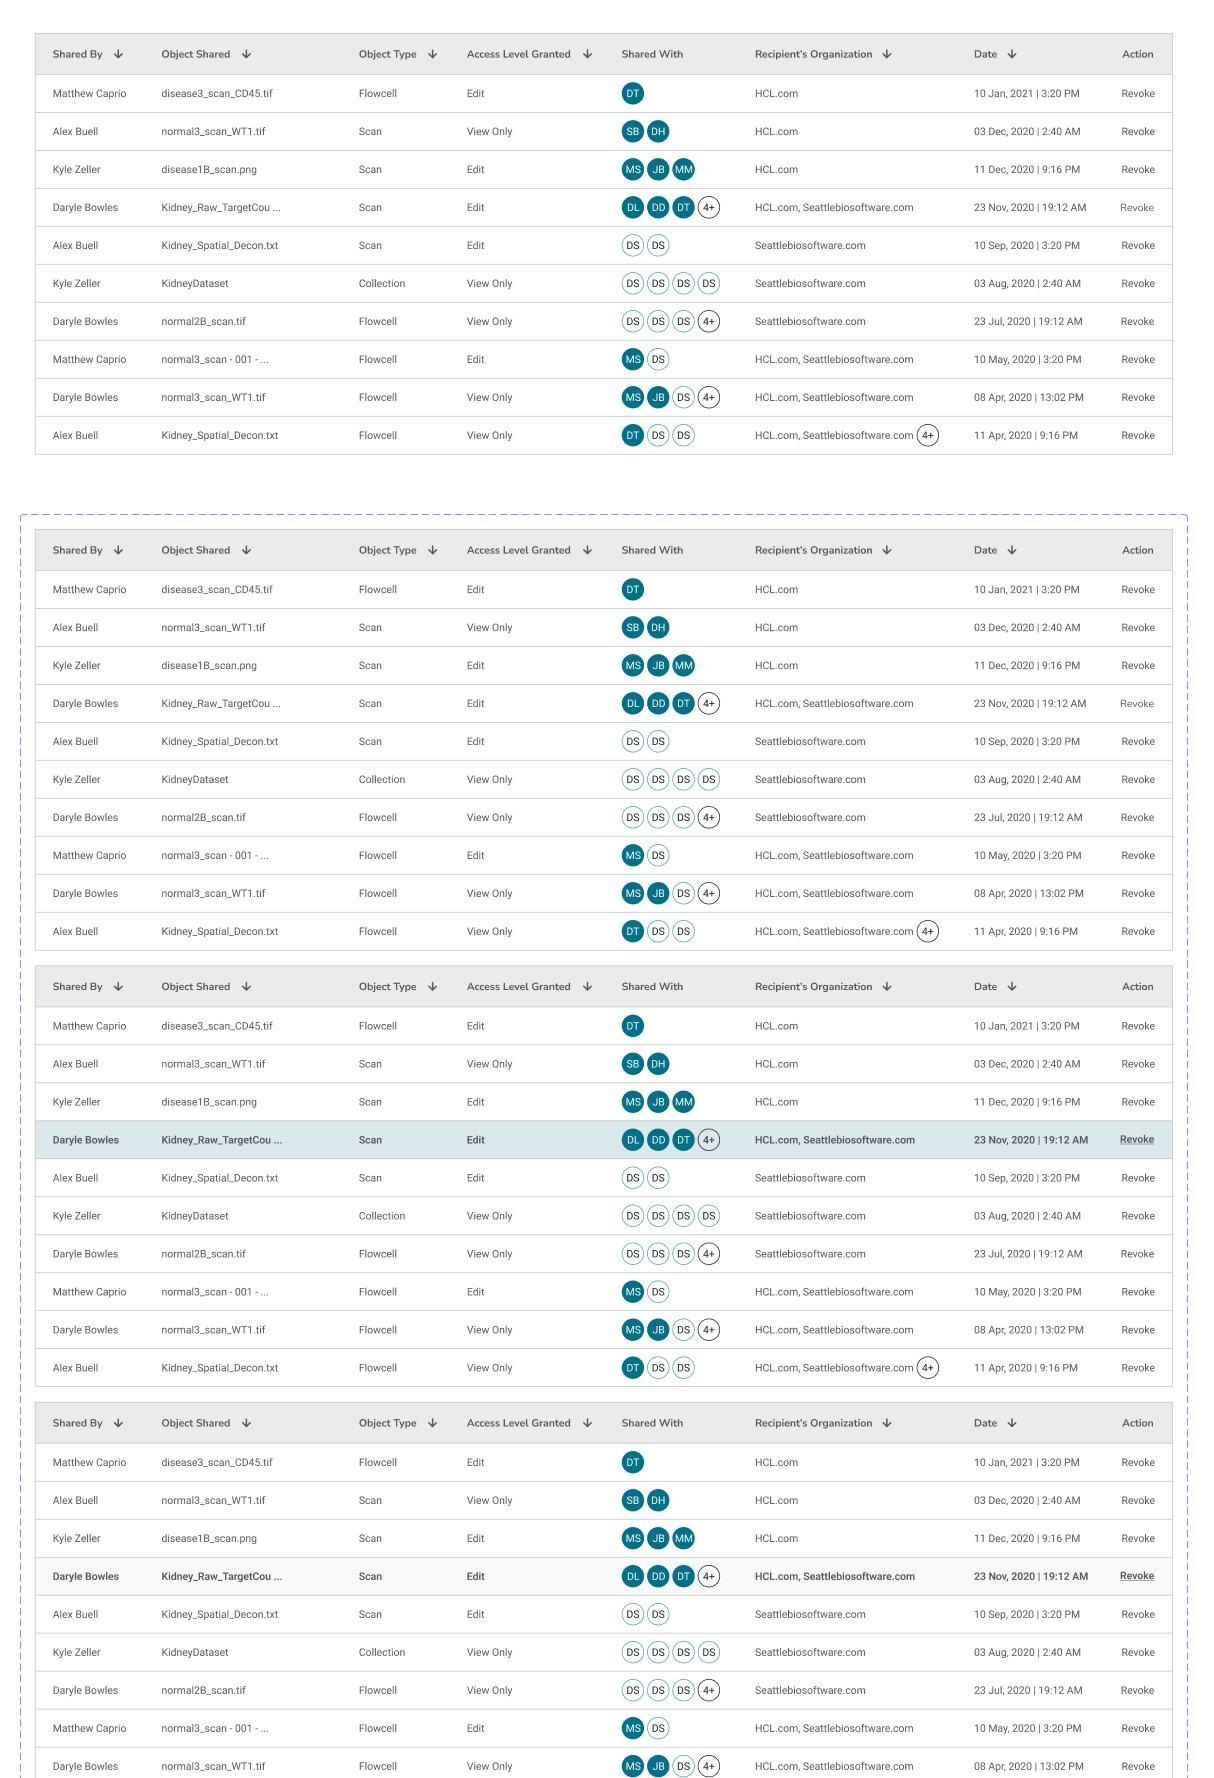 Shared By Object Shared Object Type Access Level Granted Shared With Recipient's Organization Date Action
Matthew Caprio disease3_scan_CD45.tif Flowcell Edit DT HCL.com 10 Jan, 2021 | 3:20 PM Revoke
Alex Buell normal3_scan_WT1.tif Scan View Only SB DH HCL.com 03 Dec, 2020 | 2:40 AM Revoke
Kyle Zeller disease1B_scan.png Scan Edit MS JB MM HCL.com 11 Dec, 2020 | 9:16 PM Revoke
Daryle Bowles Kidney_Raw_TargetCou ... Scan Edit DL DD DT 4+ HCL.com, Seattlebiosoftware.com 23 Nov, 2020 | 19:12 AM Revoke
Alex Buell Kidney_Spatial_Decon.txt Scan Edit DS DS Seattlebiosoftware.com 10 Sep, 2020 | 3:20 PM Revoke
Kyle Zeller KidneyDataset Collection View Only DS DS DS DS Seattlebiosoftware.com 03 Aug, 2020 | 2:40 AM Revoke
Daryle Bowles normal2B_scan.tif Flowcell View Only DS DS DS 4+ Seattlebiosoftware.com 23 Jul, 2020 | 19:12 AM Revoke
Matthew Caprio normal3_scan - 001 - ... Flowcell Edit MS DS HCL.com, Seattlebiosoftware.com 10 May, 2020 | 3:20 PM Revoke
Daryle Bowles normal3_scan_WT1.tif Flowcell View Only MS JB DS 4+ HCL.com, Seattlebiosoftware.com 08 Apr, 2020 | 13:02 PM Revoke
Alex Buell Kidney_Spatial_Decon.txt Flowcell View Only DT DS DS HCL.com, Seattlebiosoftware.com 4+ 11 Apr, 2020 | 9:16 PM Revoke
Shared By Object Shared Object Type Access Level Granted Shared With Recipient's Organization Date Action
Matthew Caprio disease3_scan_CD45.tif Flowcell Edit DT HCL.com 10 Jan, 2021 | 3:20 PM Revoke
Alex Buell normal3_scan_WT1.tif Scan View Only SB DH HCL.com 03 Dec, 2020 | 2:40 AM Revoke
Kyle Zeller disease1B_scan.png Scan Edit MS JB MM HCL.com 11 Dec, 2020 | 9:16 PM Revoke
Daryle Bowles Kidney_Raw_TargetCou ... Scan Edit DL DD DT 4+ HCL.com, Seattlebiosoftware.com 23 Nov, 2020 | 19:12 AM Revoke
Alex Buell Kidney_Spatial_Decon.txt Scan Edit DS DS Seattlebiosoftware.com 10 Sep, 2020 | 3:20 PM Revoke
Kyle Zeller KidneyDataset Collection View Only DS DS DS DS Seattlebiosoftware.com 03 Aug, 2020 | 2:40 AM Revoke
Daryle Bowles normal2B_scan.tif Flowcell View Only DS DS DS 4+ Seattlebiosoftware.com 23 Jul, 2020 | 19:12 AM Revoke
Matthew Caprio normal3_scan - 001 - ... Flowcell Edit MS DS HCL.com, Seattlebiosoftware.com 10 May, 2020 | 3:20 PM Revoke
Daryle Bowles normal3_scan_WT1.tif Flowcell View Only MS JB DS 4+ HCL.com, Seattlebiosoftware.com 08 Apr, 2020 | 13:02 PM Revoke
Alex Buell Kidney_Spatial_Decon.txt Flowcell View Only DT DS DS HCL.com, Seattlebiosoftware.com 4+ 11 Apr, 2020 | 9:16 PM Revoke
Shared By Object Shared Object Type Access Level Granted Shared With Recipient's Organization Date Action
Matthew Caprio disease3_scan_CD45.tif Flowcell Edit DT HCL.com 10 Jan, 2021 | 3:20 PM Revoke
Alex Buell normal3_scan_WT1.tif Scan View Only SB DH HCL.com 03 Dec, 2020 | 2:40 AM Revoke
Kyle Zeller disease1B_scan.png Scan Edit MS JB MM HCL.com 11 Dec, 2020 | 9:16 PM Revoke
Daryle Bowles Kidney_Raw_TargetCou ... Scan Edit DL DD DT 4+ HCL.com, Seattlebiosoftware.com 23 Nov, 2020 | 19:12 AM Revoke
Alex Buell Kidney_Spatial_Decon.txt Scan Edit DS DS Seattlebiosoftware.com 10 Sep, 2020 | 3:20 PM Revoke
Kyle Zeller KidneyDataset Collection View Only DS DS DS DS Seattlebiosoftware.com 03 Aug, 2020 | 2:40 AM Revoke
Daryle Bowles normal2B_scan.tif Flowcell View Only DS DS DS 4+ Seattlebiosoftware.com 23 Jul, 2020 | 19:12 AM Revoke
Matthew Caprio normal3_scan - 001 - ... Flowcell Edit MS DS HCL.com, Seattlebiosoftware.com 10 May, 2020 | 3:20 PM Revoke
Daryle Bowles normal3_scan_WT1.tif Flowcell View Only MS JB DS 4+ HCL.com, Seattlebiosoftware.com 08 Apr, 2020 | 13:02 PM Revoke
Alex Buell Kidney_Spatial_Decon.txt Flowcell View Only DT DS DS HCL.com, Seattlebiosoftware.com 4+ 11 Apr, 2020 | 9:16 PM Revoke
Shared By Object Shared Object Type Access Level Granted Shared With Recipient's Organization Date Action
Matthew Caprio disease3_scan_CD45.tif Flowcell Edit DT HCL.com 10 Jan, 2021 | 3:20 PM Revoke
Alex Buell normal3_scan_WT1.tif Scan View Only SB DH HCL.com 03 Dec, 2020 | 2:40 AM Revoke
Kyle Zeller disease1B_scan.png Scan Edit MS JB MM HCL.com 11 Dec, 2020 | 9:16 PM Revoke
Daryle Bowles Kidney_Raw_TargetCou ... Scan Edit DL DD DT 4+ HCL.com, Seattlebiosoftware.com 23 Nov, 2020 | 19:12 AM Revoke
Alex Buell Kidney_Spatial_Decon.txt Scan Edit DS DS Seattlebiosoftware.com 10 Sep, 2020 | 3:20 PM Revoke
Kyle Zeller KidneyDataset Collection View Only DS DS DS DS Seattlebiosoftware.com 03 Aug, 2020 | 2:40 AM Revoke
Daryle Bowles normal2B_scan.tif Flowcell View Only DS DS DS 4+ Seattlebiosoftware.com 23 Jul, 2020 | 19:12 AM Revoke
Matthew Caprio normal3_scan - 001 - ... Flowcell Edit MS DS HCL.com, Seattlebiosoftware.com 10 May, 2020 | 3:20 PM Revoke
Daryle Bowles normal3_scan_WT1.tif Flowcell View Only MS JB DS 4+ HCL.com, Seattlebiosoftware.com 08 Apr, 2020 | 13:02 PM Revoke